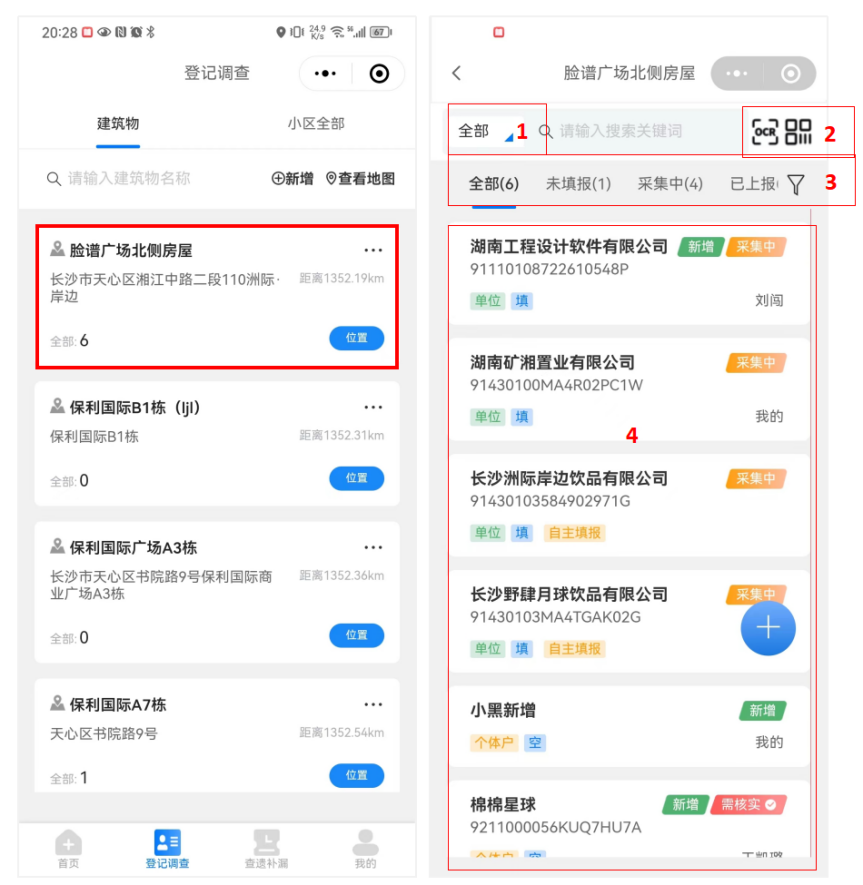 20:28
24.9
K/s
67
登记调查
建筑物
小区全部
请输入建筑物名称
新增
查看地图
脸谱广场北侧房屋
长沙市天心区湘江中路二段110洲际·
岸边
距离1352.19km
全部:6
位置
保利国际B1栋（ljl）
保利国际B1栋
距离1352.31km
全部:0
位置
保利国际广场A3栋
长沙市天心区书院路9号保利国际商
业广场A3栋
距离1352.36km
全部:0
位置
保利国际A7栋
天心区书院路9号
距离1352.54km
全部:1
位置
首页
登记调查
查遗补漏
我的
脸谱广场北侧房屋
全部
1
请输入搜索关键词
OCR
2
全部(6)
未填报(1)
采集中(4)
已上报(
3
湖南工程设计软件有限公司
新增
采集中
91110108722610548P
单位
填
刘闯
湖南矿湘置业有限公司
采集中
91430100MA4R02PC1W
单位
填
我的
4
长沙洲际岸边饮品有限公司
采集中
91430103584902971G
单位
填
自主填报
长沙野肆月球饮品有限公司
采集中
91430103MA4TGAK02G
单位
填
自主填报
小黑新增
新增
个体户
空
我的
棉棉星球
新增
需核实
9211000056KUQ7HU7A
个体户
空